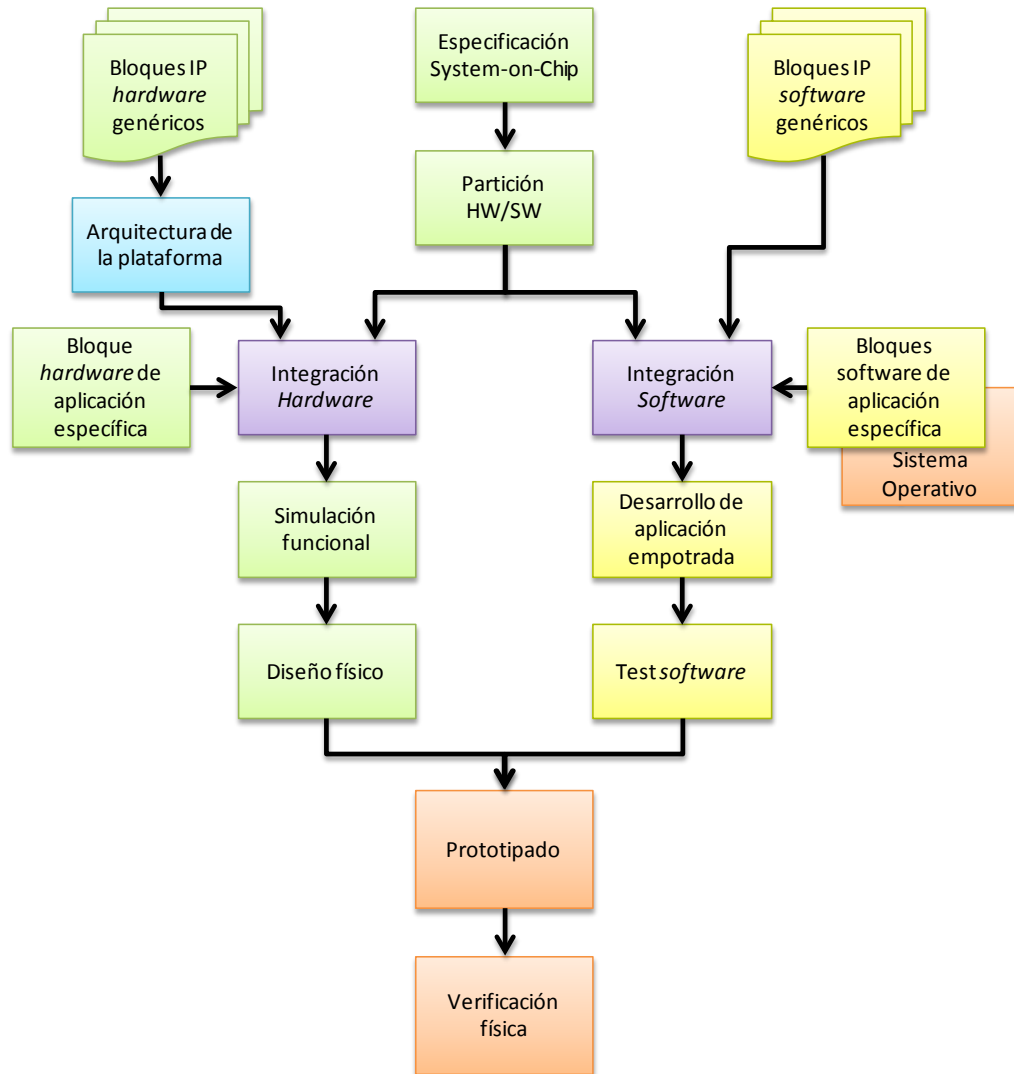 Bloques IP
hardware
genéricos
Especificación
System-on-Chip
Bloques IP
software
genéricos
Partición
HW/SW
Arquitectura de
la plataforma
Bloque
hardware de
aplicación
específica
Integración
Hardware
Integración
Software
Bloques
software de
aplicación
específica
Sistema
Operativo
Simulación
funcional
Desarrollo de
aplicación
empotrada
Diseño físico
Test software
Prototipado
Verificación
física